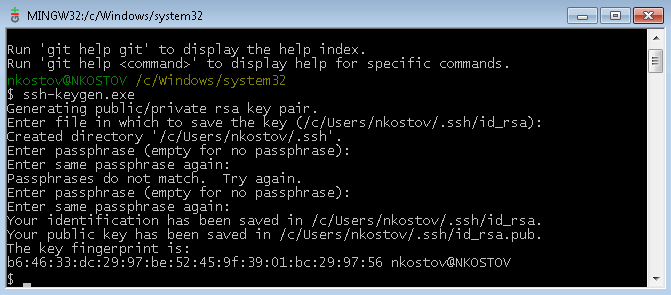 MINGW32:/c/Windows/system32
Run 'git help git' to display the help index.
Run 'git help <command>' to display help for specific commands.
nkostov@NKOSTOV /c/Windows/system32
$ ssh-keygen.exe
Generating public/private rsa key pair.
Enter file in which to save the key (/c/Users/nkostov/.ssh/id_rsa):
Created directory '/c/Users/nkostov/.ssh'.
Enter passphrase (empty for no passphrase):
Enter same passphrase again:
Passphrases do not match.  Try again.
Enter passphrase (empty for no passphrase):
Enter same passphrase again:
Your identification has been saved in /c/Users/nkostov/.ssh/id_rsa.
Your public key has been saved in /c/Users/nkostov/.ssh/id_rsa.pub.
The key fingerprint is:
b6:46:33:dc:29:97:be:52:45:9f:39:01:bc:29:97:56 nkostov@NKOSTOV
$